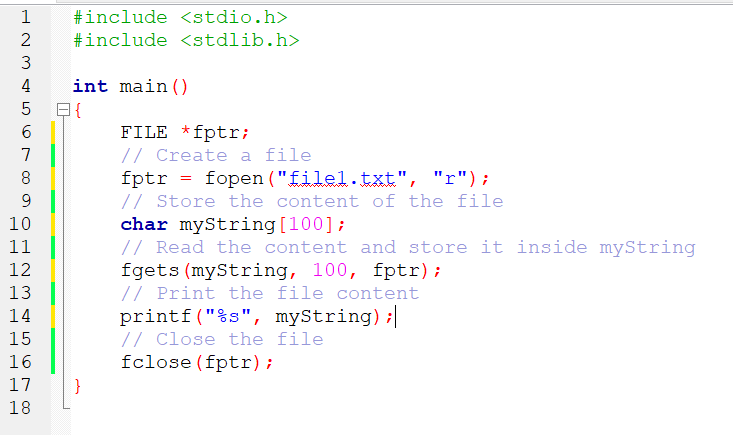 1 #include <stdio.h>
2 #include <stdlib.h>
3
4 int main()
5 {
6 FILE *fptr;
7 // Create a file
8 fptr = fopen("file1.txt", "r");
9 // Store the content of the file
10 char myString[100];
11 // Read the content and store it inside myString
12 fgets(myString, 100, fptr);
13 // Print the file content
14 printf("%s", myString);
15 // Close the file
16 fclose(fptr);
17 }
18